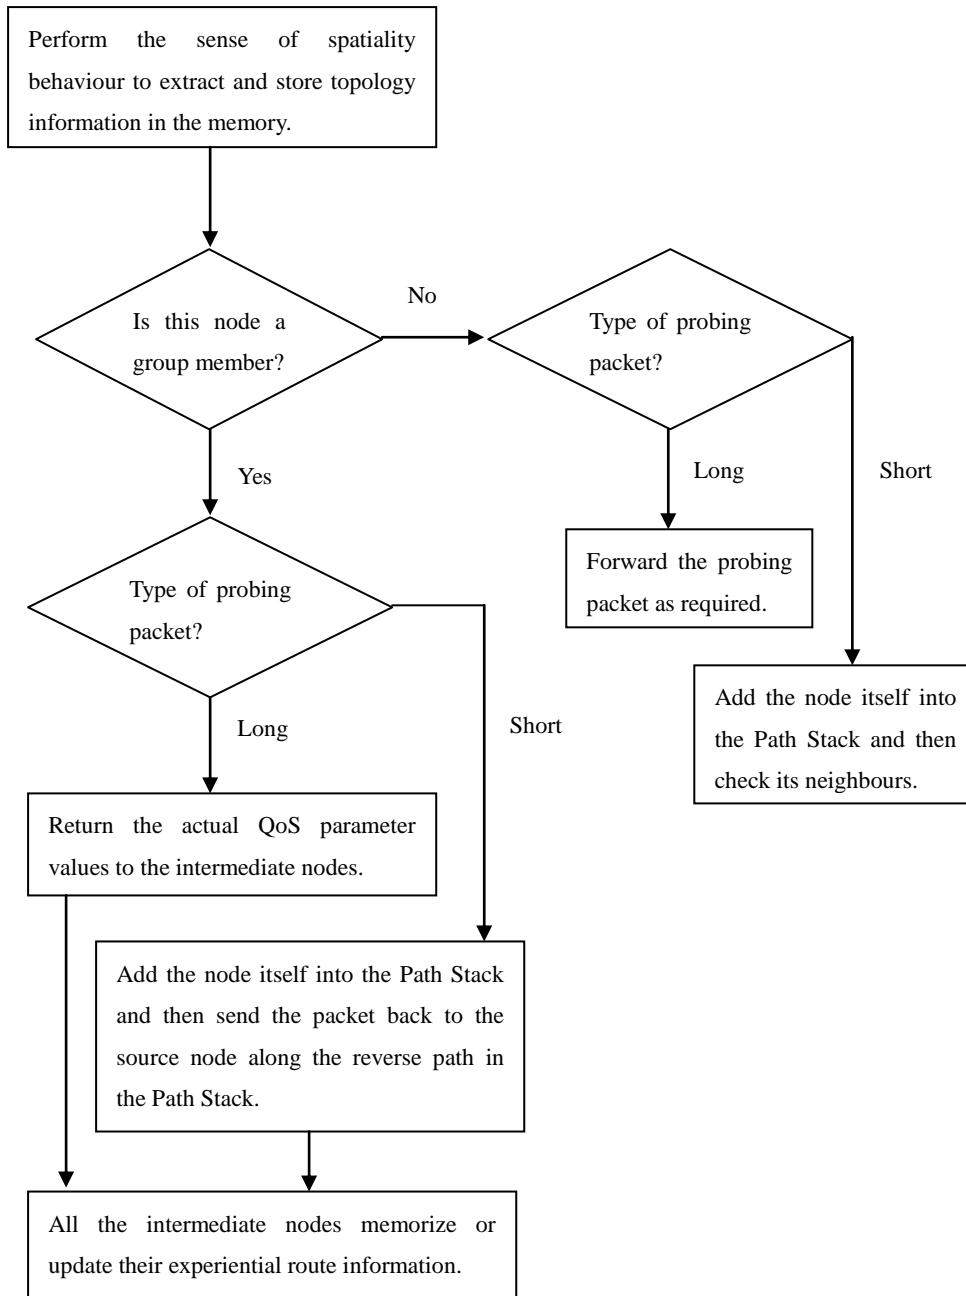 Perform the sense of spatiality
behaviour to extract and store topology
information in the memory.
No
Is this node a
group member?
Type of probing
packet?
Yes
Long
Short
Forward the probing
packet as required.
Type of probing
packet?
Add the node itself into
the Path Stack and then
check its neighbours.
Long
Short
Return the actual QoS parameter
values to the intermediate nodes.
Add the node itself into the Path Stack
and then send the packet back to the
source node along the reverse path in
the Path Stack.
All the intermediate nodes memorize or
update their experiential route information.